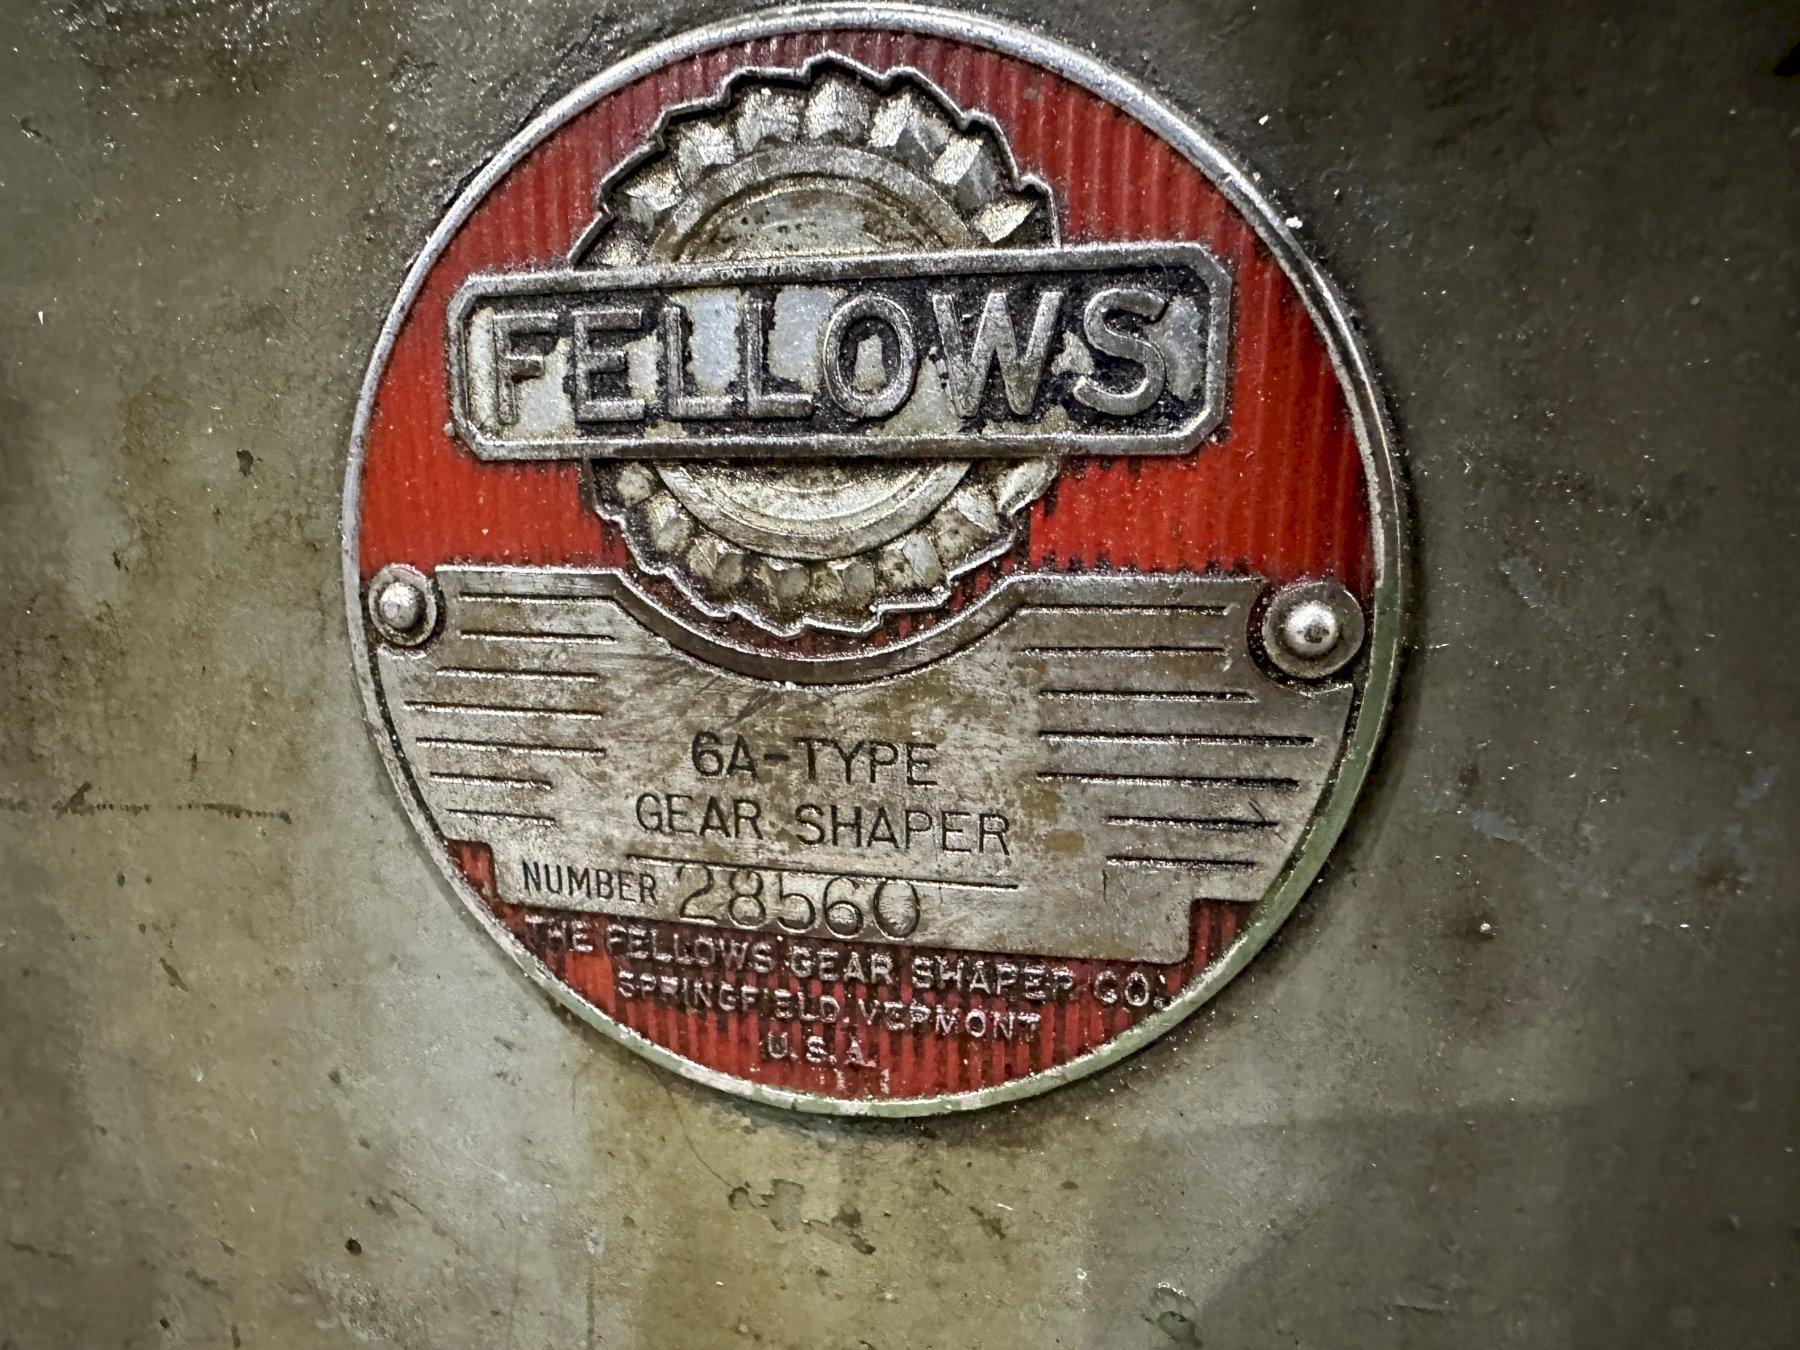 FELLOWS
6A-TYPE
GEAR SHAPER
NUMBER 28560
THE FELLOWS GEAR SHAPER CO.
SPRINGFIELD, VERMONT
U.S.A.